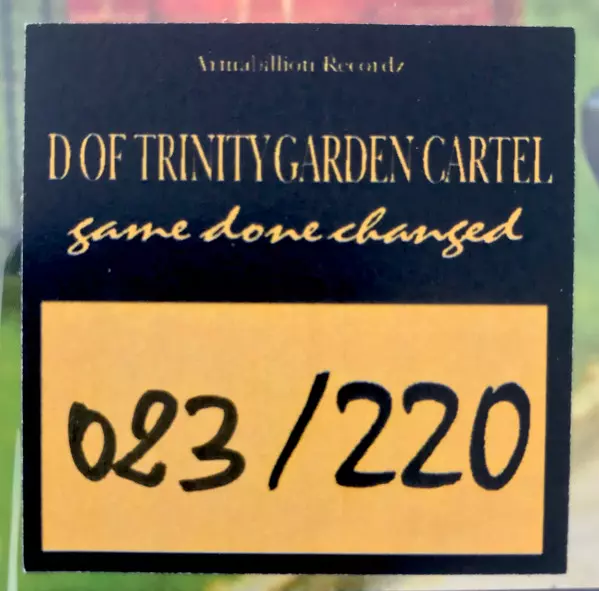 Armabillion Recordz
D OF TRINITY GARDEN CARTEL
game done changed
023/220